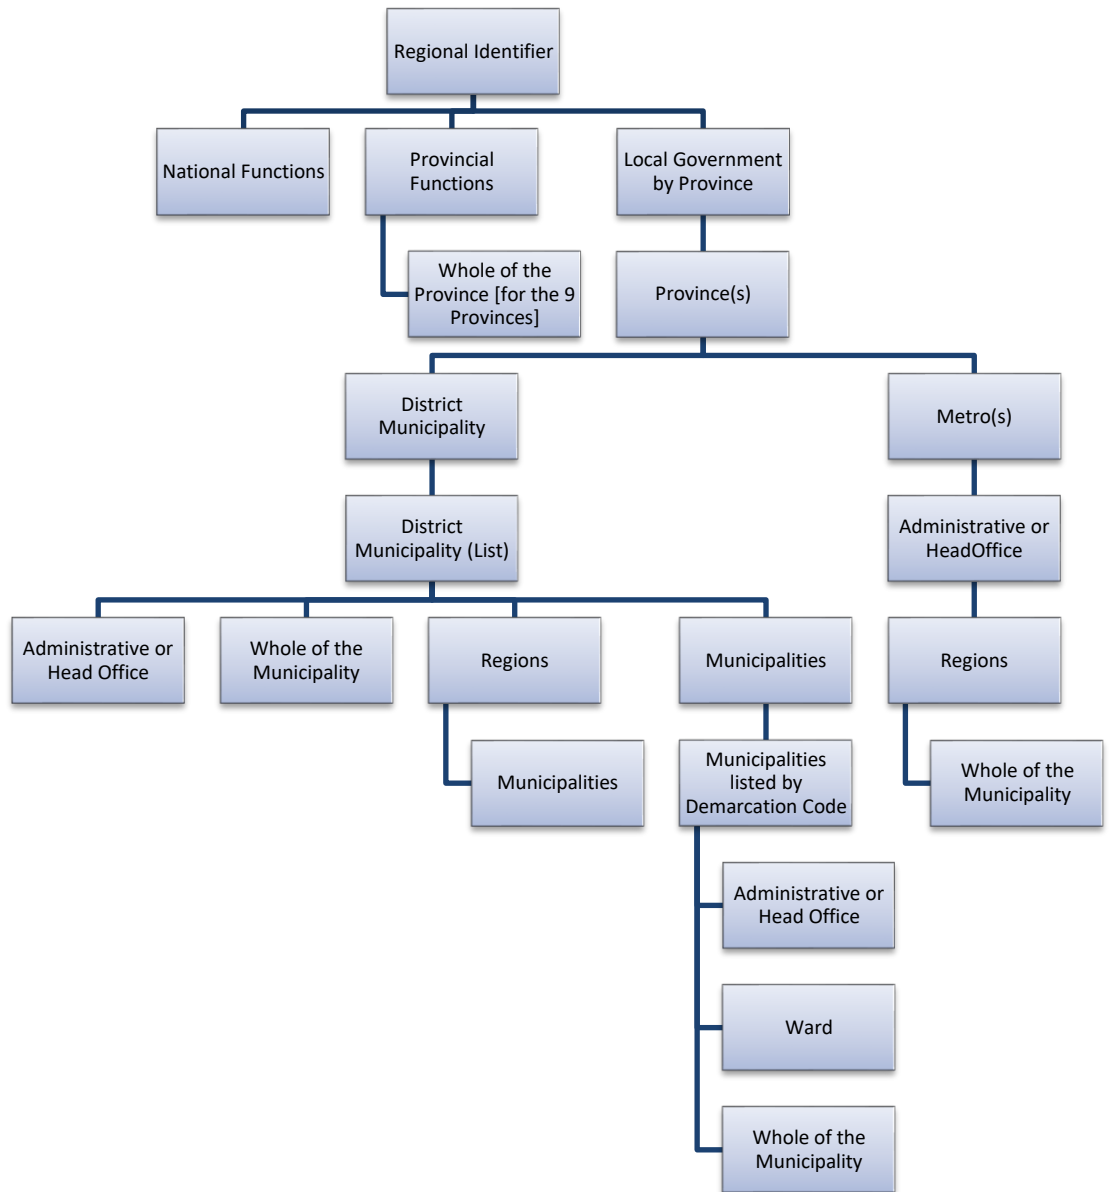 Regional Identifier
National Functions
Provincial
Functions
Local Government
by Province
Whole of the
Province [for the 9
Provinces]
Province(s)
District
Municipality
Metro(s)
District
Municipality (List)
Administrative or
HeadOffice
Administrative or
Head Office
Whole of the
Municipality
Regions
Municipalities
Regions
Municipalities
Municipalities
listed by
Demarcation Code
Whole of the
Municipality
Administrative or
Head Office
Ward
Whole of the
Municipality